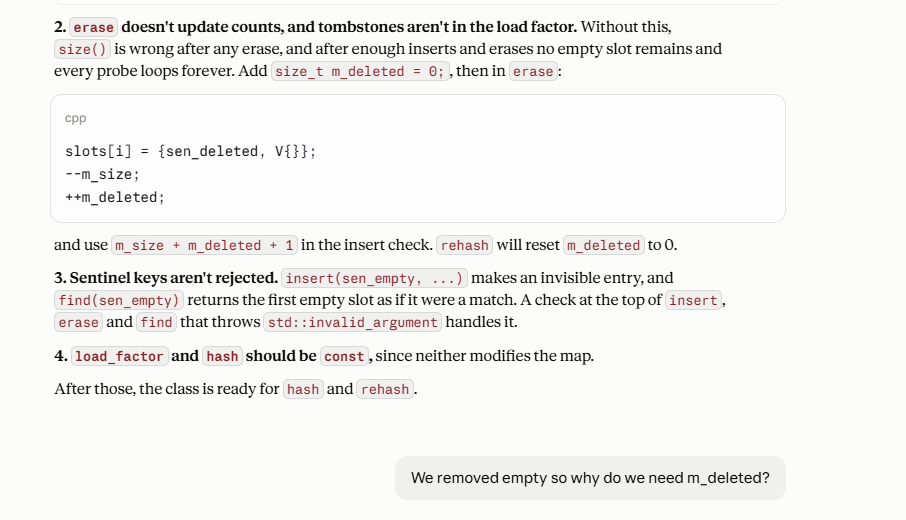 2. erase doesn't update counts, and tombstones aren't in the load factor. Without this,
size() is wrong after any erase, and after enough inserts and erases no empty slot remains and
every probe loops forever. Add size_t m_deleted = 0;, then in erase:
cpp
slots[i] = {sen_deleted, V{}};
--m_size;
++m_deleted;
and use m_size + m_deleted + 1 in the insert check. rehash will reset m_deleted to 0.
3. Sentinel keys aren't rejected. insert(sen_empty, ...) makes an invisible entry, and
find(sen_empty) returns the first empty slot as if it were a match. A check at the top of insert,
erase and find that throws std::invalid_argument handles it.
4. load_factor and hash should be const, since neither modifies the map.
After those, the class is ready for hash and rehash.
We removed empty so why do we need m_deleted?